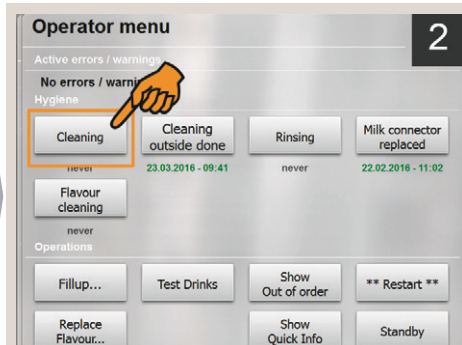 Operator menu
2
Active errors / warnings
No errors / warni
Hygiene
Cleaning
Cleaning
outside done
Rinsing
Milk connector
replaced
never
23.03.2016 - 09:41
never
22.02.2016 - 11:02
Flavour
cleaning
never
Operations
Fillup...
Test Drinks
Show
Out of order
** Restart **
Replace
Flavour...
Show
Quick Info
Standby